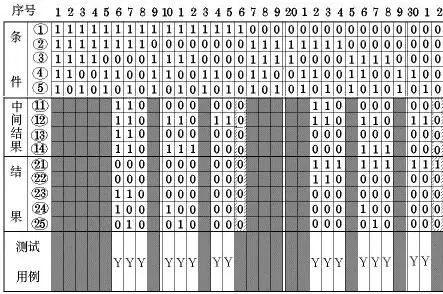 序号 1 2 3 4 5 6 7 8 9 10 1 2 3 4 5 6 7 8 9 20 1 2 3 4 5 6 7 8 9 30 1 2
条件 ① 1 1 1 1 1 1 1 1 1 1 1 1 1 1 1 1 0 0 0 0 0 0 0 0 0 0 0 0 0 0 0 0
② 1 1 1 1 1 1 1 1 0 0 0 0 0 0 0 0 1 1 1 1 1 1 1 1 0 0 0 0 0 0 0 0
③ 1 1 1 1 0 0 0 0 1 1 1 1 0 0 0 0 1 1 1 1 0 0 0 0 1 1 1 1 0 0 0 0
④ 1 1 0 0 1 1 0 0 1 1 0 0 1 1 0 0 1 1 0 0 1 1 0 0 1 1 0 0 1 1 0 0
⑤ 1 0 1 0 1 0 1 0 1 0 1 0 1 0 1 0 1 0 1 0 1 0 1 0 1 0 1 0 1 0 1 0
中间结果 ⑪ 1 1 0 0 0 0 0 0 0 1 1 0 0 0 0 0 0 0
⑫ 1 1 0 1 1 0 1 1 0 1 1 0 1 1 0 1 1 0
⑬ 1 1 0 0 0 0 0 0 0 0 0 0 0 0 0 0 0 0
⑭ 1 1 0 1 1 1 0 0 0 0 0 0 1 1 1 0 0 0
结果 ㉑ 0 0 0 0 0 0 0 0 0 1 1 1 1 1 1 1 1 1
㉒ 0 0 0 0 0 0 0 0 0 1 1 0 0 0 0 0 0 0
㉓ 1 1 0 0 0 0 0 0 0 0 0 0 0 0 0 0 0 0
㉔ 1 0 0 1 0 0 0 0 0 0 0 0 1 0 0 0 0 0
㉕ 0 1 0 0 1 0 0 0 0 0 0 0 0 1 0 0 0 0
测试用例 Y Y Y Y Y Y Y Y Y Y Y Y Y Y Y Y